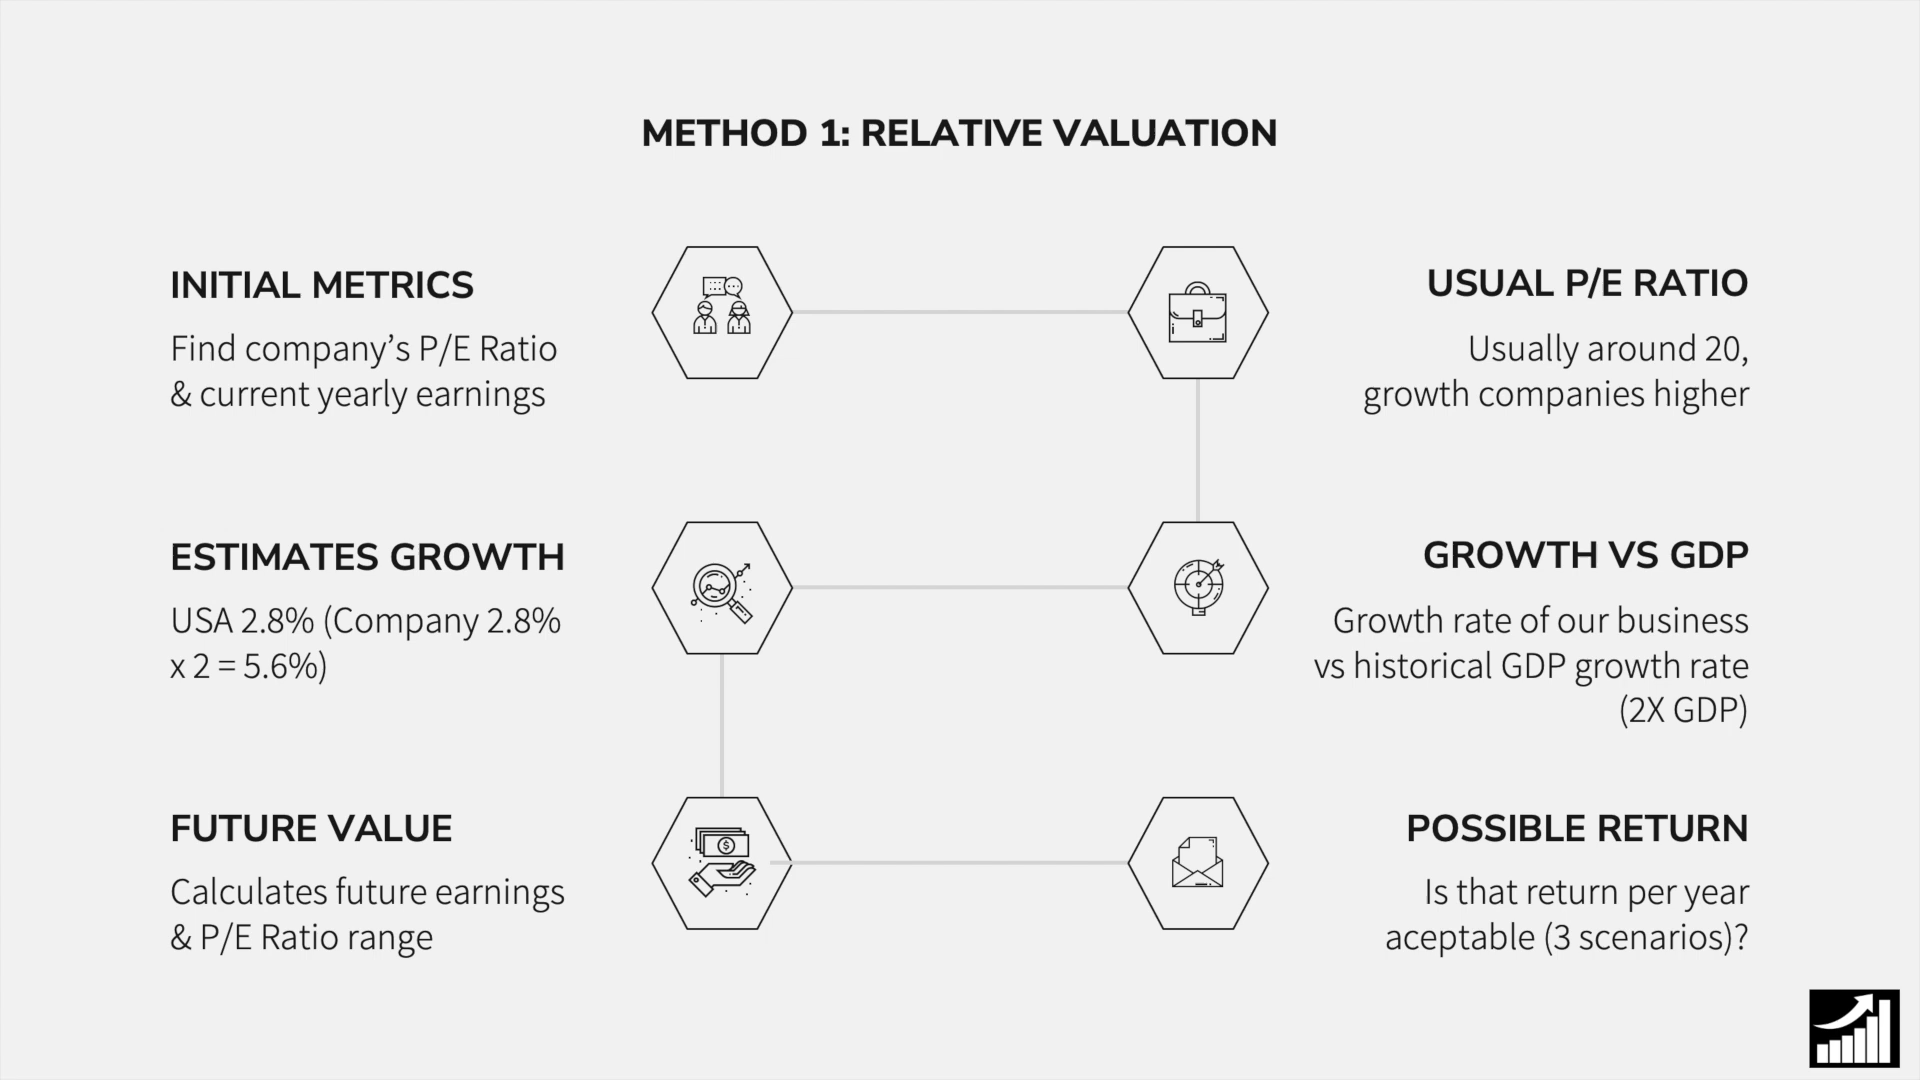 METHOD 1: RELATIVE VALUATION
INITIAL METRICS
Find company’s P/E Ratio
& current yearly earnings
USUAL P/E RATIO
Usually around 20,
growth companies higher
ESTIMATES GROWTH
USA 2.8% (Company 2.8%
x 2 = 5.6%)
GROWTH VS GDP
Growth rate of our business
vs historical GDP growth rate
(2X GDP)
FUTURE VALUE
Calculates future earnings
& P/E Ratio range
POSSIBLE RETURN
Is that return per year
aceptable (3 scenarios)?